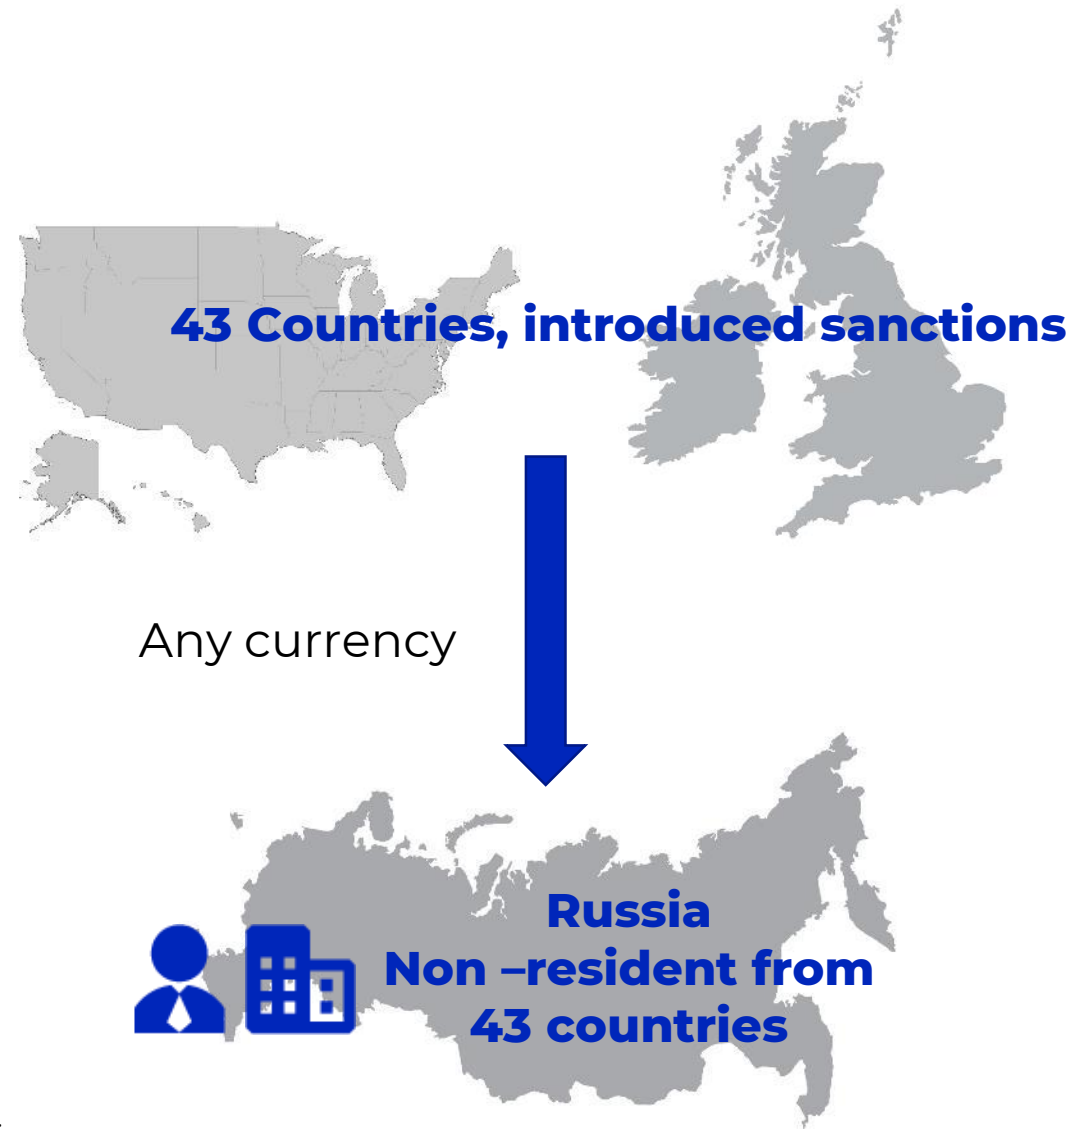 43 Countries, introduced sanctions
Any currency
Russia
Non –resident from
43 countries